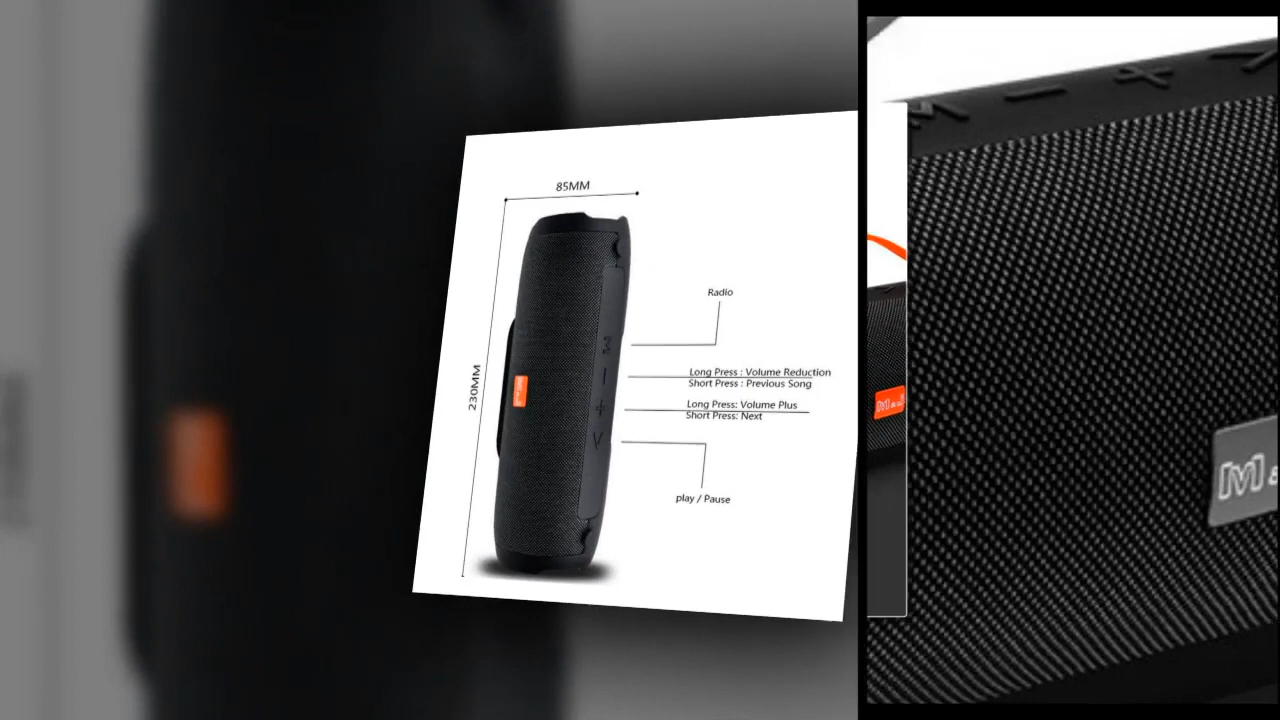 85MM
230MM
Radio
Long Press : Volume Reduction
Short Press : Previous Song
Long Press: Volume Plus
Short Press: Next
play / Pause
M